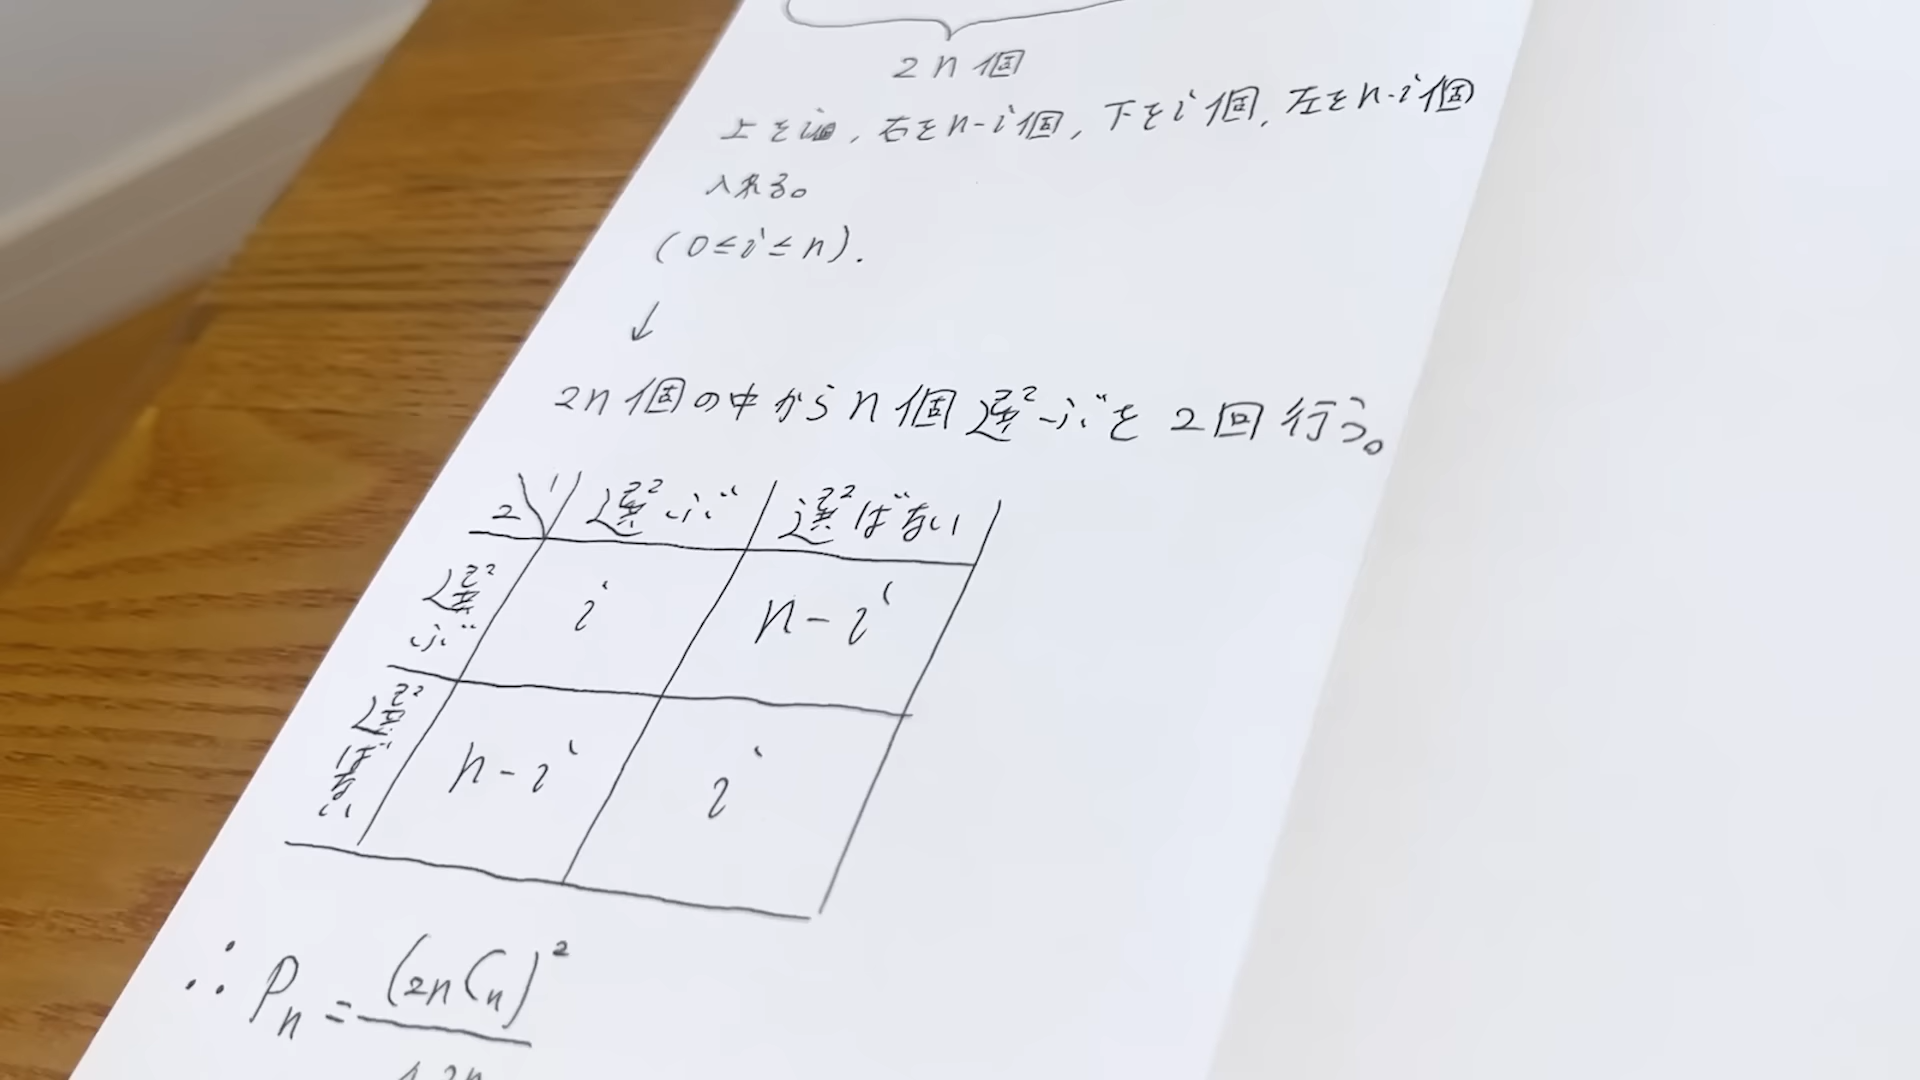 2n個
上をi個，右をn-i個，下をi個，左をn-i個
入れる。
(0≤i≤n).
↓
2n個の中からn個選ぶを2回行う。
2 1 選ぶ 選ばない
選ぶ i n-i
選ばない n-i i
∴ Pn = (2nCn)²
4²ⁿ